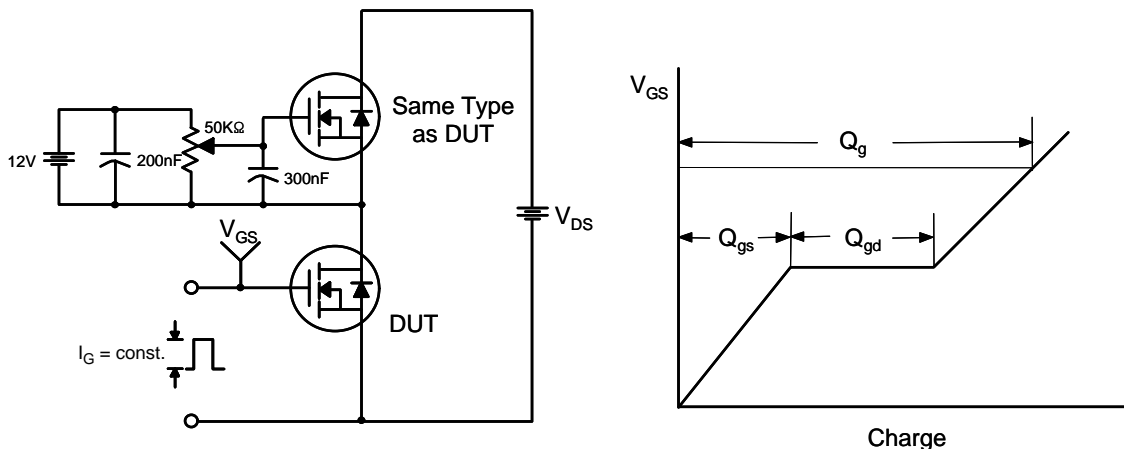 12V
200nF
50KΩ
300nF
Same Type
as DUT
V_GS
DUT
I_G = const.
V_DS
V_GS
Q_g
Q_gs
Q_gd
Charge